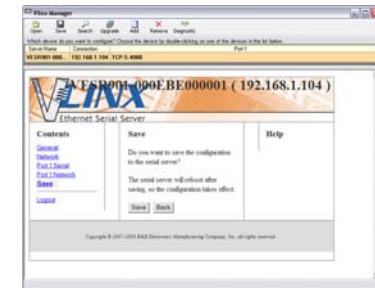 Vlinx Manager
Open Save Search Upgrade Add Remove Diagnostic
Which device do you want to configure? Choose the device by double-clicking on one of the devices in the list below.
Server Name Connection Port 1
VESR901-000... 192.168.1.104 :TCP
VESR901-000EBE000001 ( 192.168.1.104 )
VLINX
Ethernet Serial Server
Contents
General
Network
Port 1 Serial
Port 1 Network
Save
Logout
Save
Do you want to save the configuration
to the serial server?
The serial server will reboot after
saving, so the configuration takes effect.
Save Back
Help
Copyright © 2007-2008 B&B Electronics Manufacturing Company, Inc. All rights reserved.